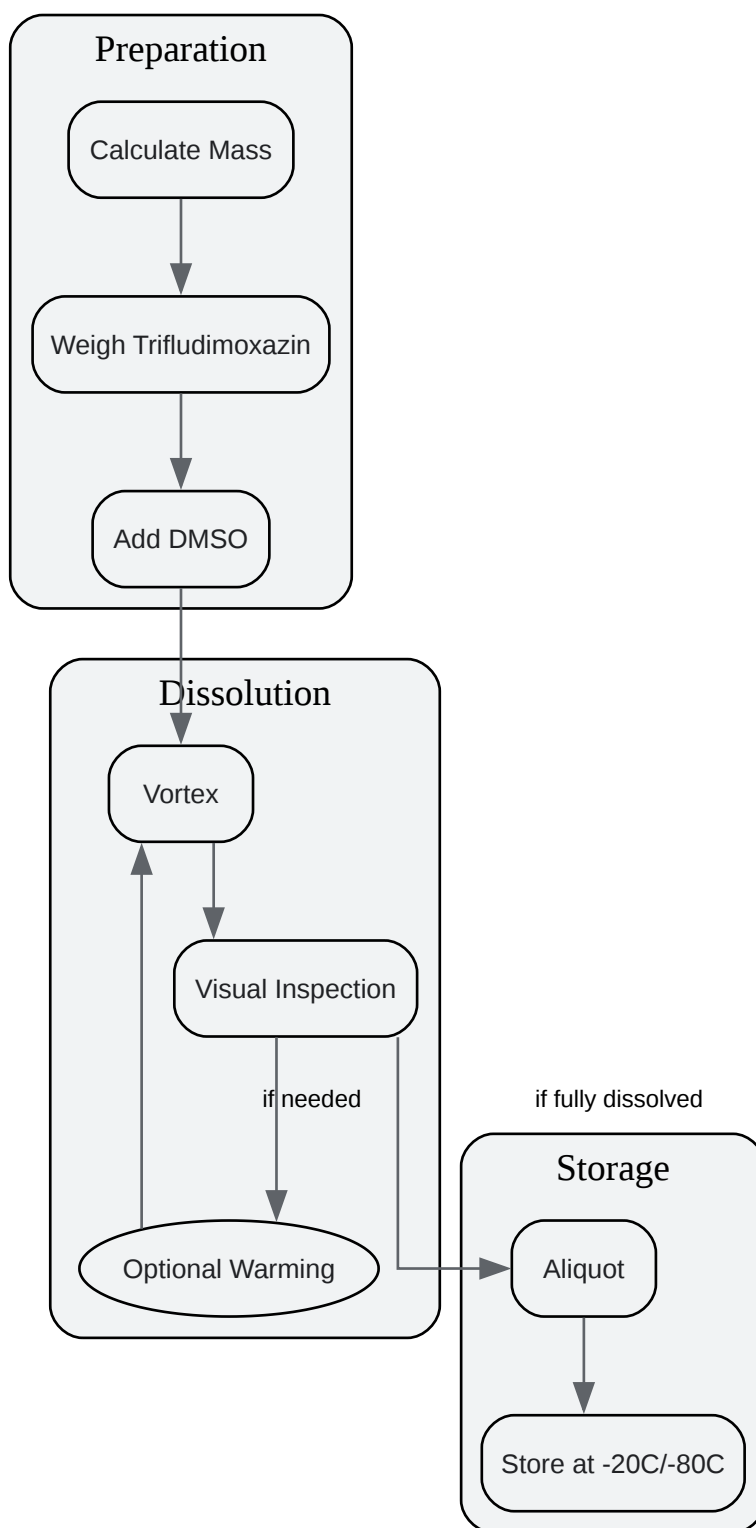 Preparation
Calculate Mass
Weigh Trifludimoxazin
Add DMSO
Dissolution
Vortex
Visual Inspection
if needed
if fully dissolved
Storage
Optional Warming
Aliquot
Store at -20C/-80C